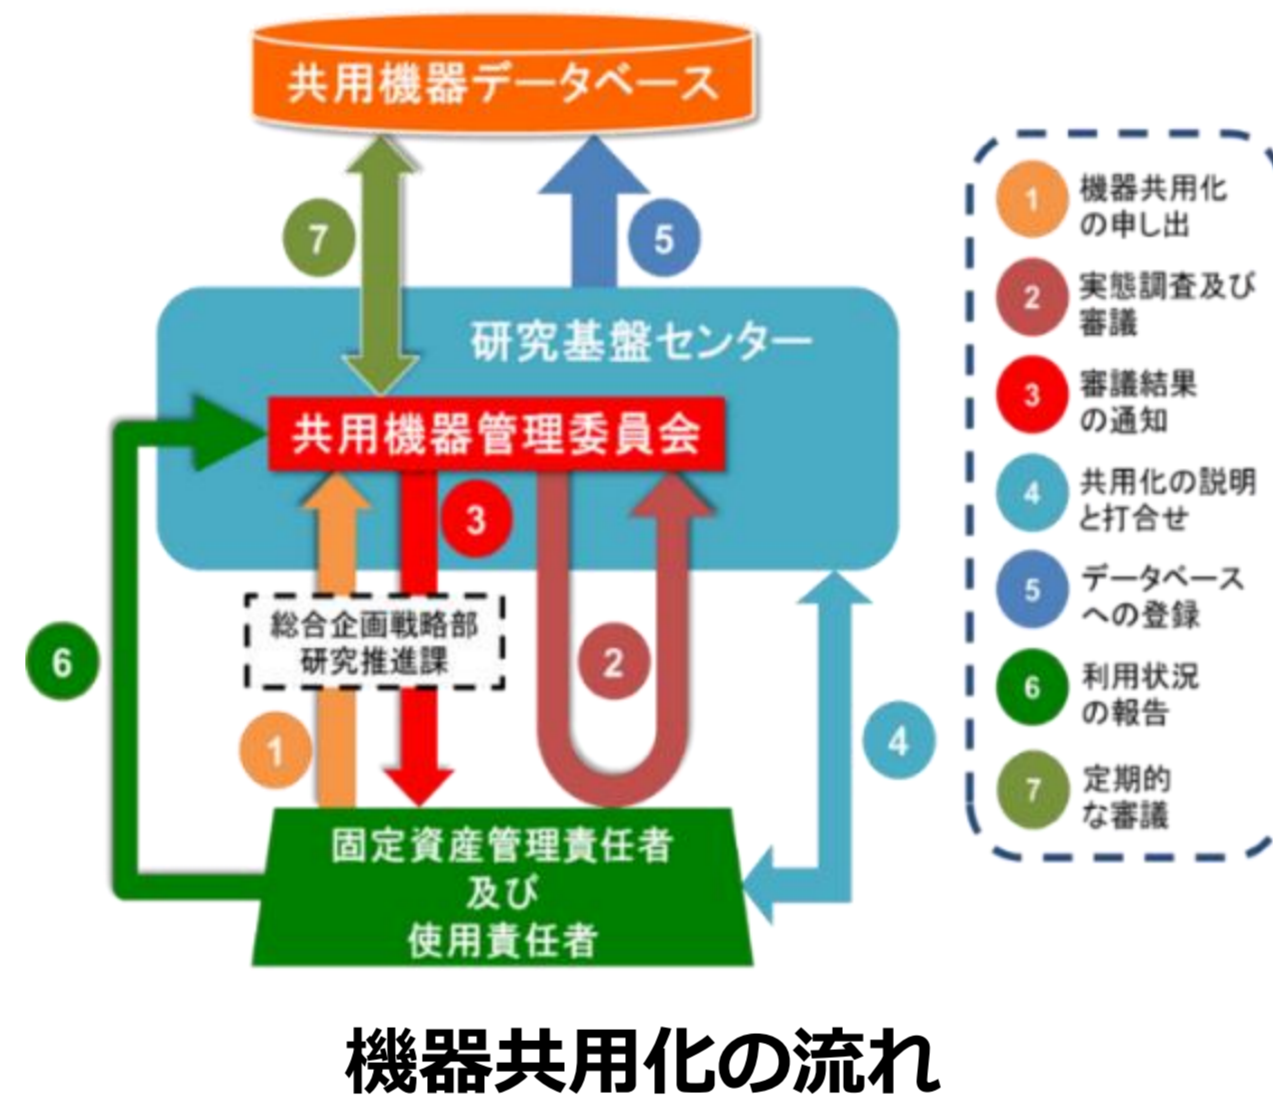 共用機器データベース
7
5
研究基盤センター
共用機器管理委員会
3
総合企画戦略部
研究推進課
6
2
1
4
固定資産管理責任者
及び
使用責任者
1
機器共用化
の申し出
2
実態調査及び
審議
3
審議結果
の通知
4
共用化の説明
と打合せ
5
データベース
への登録
6
利用状況
の報告
7
定期的
な審議
機器共用化の流れ